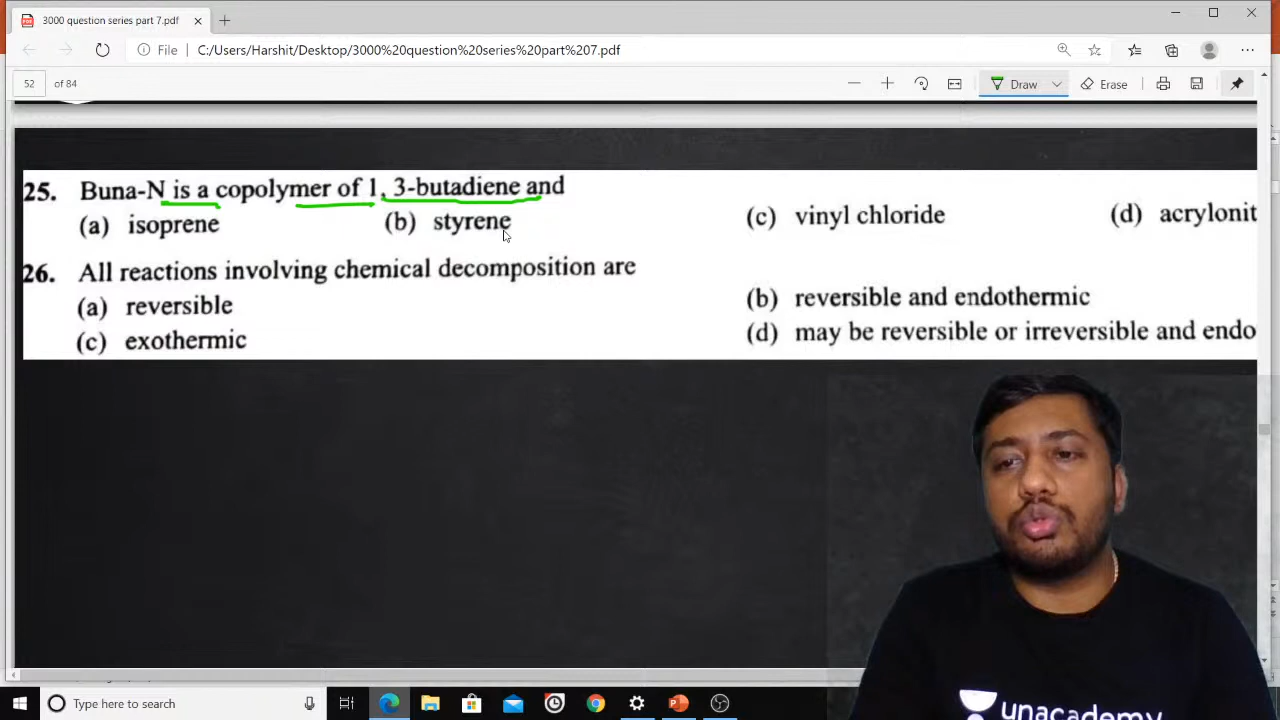 3000 question series part 7.pdf
File C:/Users/Harshit/Desktop/3000%20question%20series%20part%207.pdf
52 of 84 Draw Erase
25. Buna-N is a copolymer of 1, 3-butadiene and
(a) isoprene (b) styrene (c) vinyl chloride (d) acrylonit
26. All reactions involving chemical decomposition are
(a) reversible (b) reversible and endothermic
(c) exothermic (d) may be reversible or irreversible and endo
unacademy
Type here to search